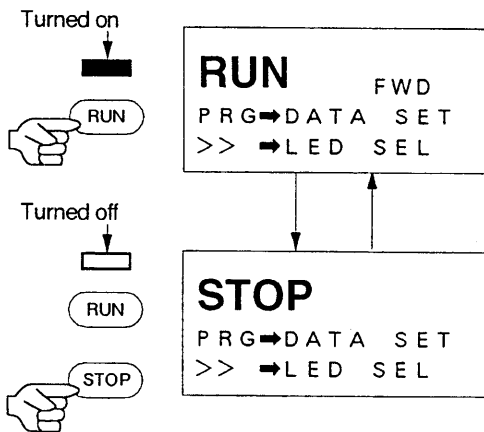 Turned on
RUN
RUN FWD
PRG➡DATA SET
>> ➡LED SEL
Turned off
RUN
STOP
STOP
PRG➡DATA SET
>> ➡LED SEL